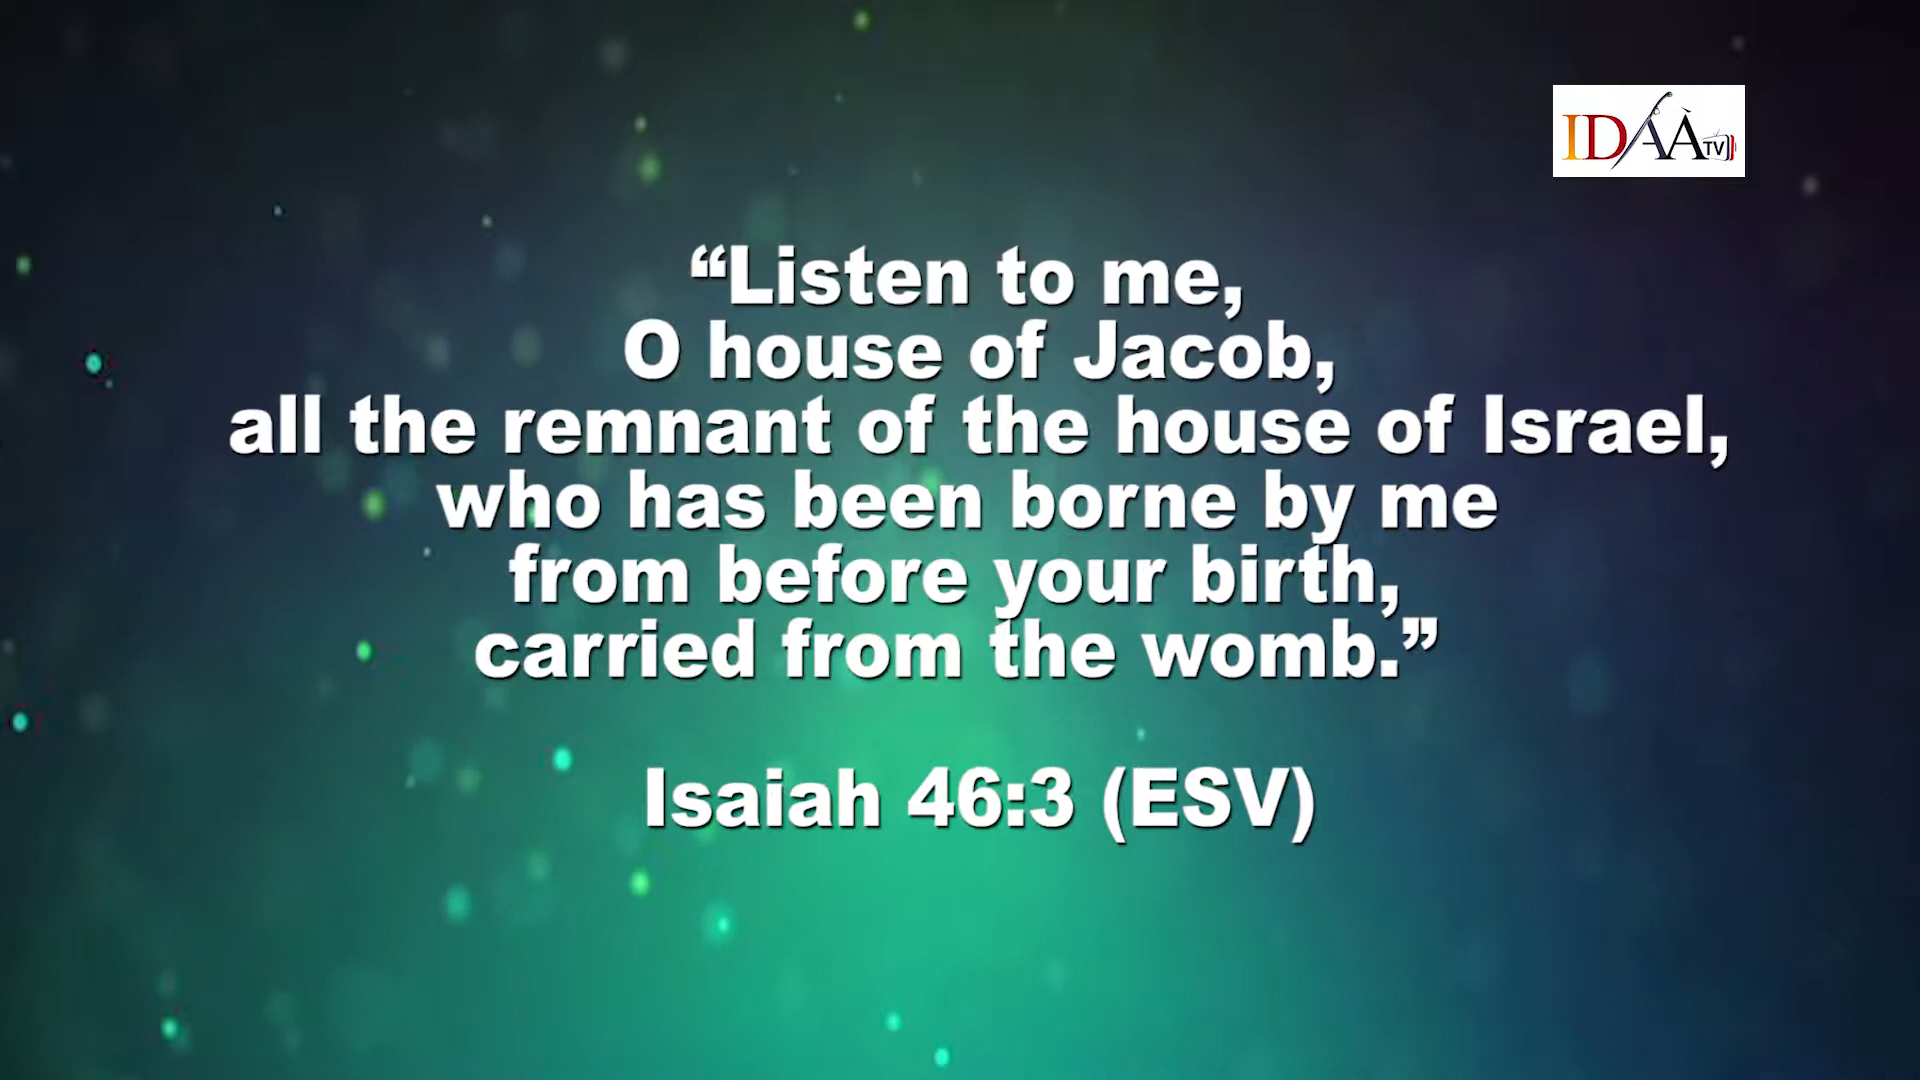 IDÁÀ TV
“Listen to me,
O house of Jacob,
all the remnant of the house of Israel,
who has been borne by me
from before your birth,
carried from the womb.”
Isaiah 46:3 (ESV)